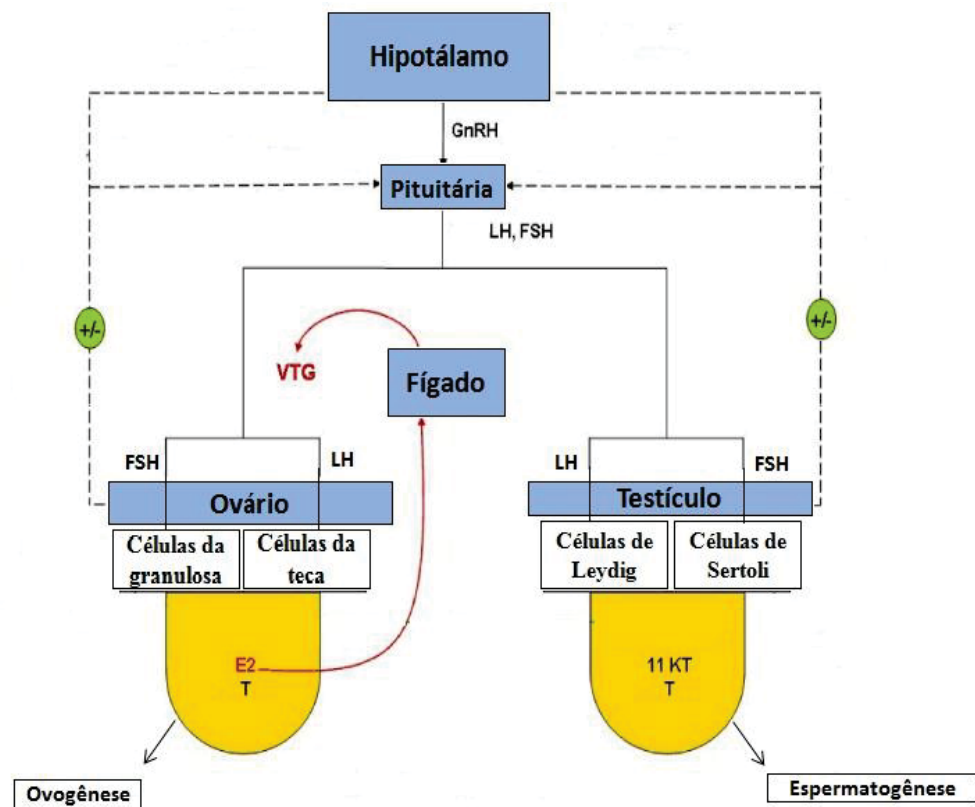 Hipotálamo
GnRH
Pituitária
LH, FSH
+/-
+/-
VTG
Fígado
FSH
LH
LH
FSH
Ovário
Testículo
Células da
granulosa
Células da
teca
Células de
Leydig
Células de
Sertoli
E2
T
11 KT
T
Ovogênese
Espermatogênese